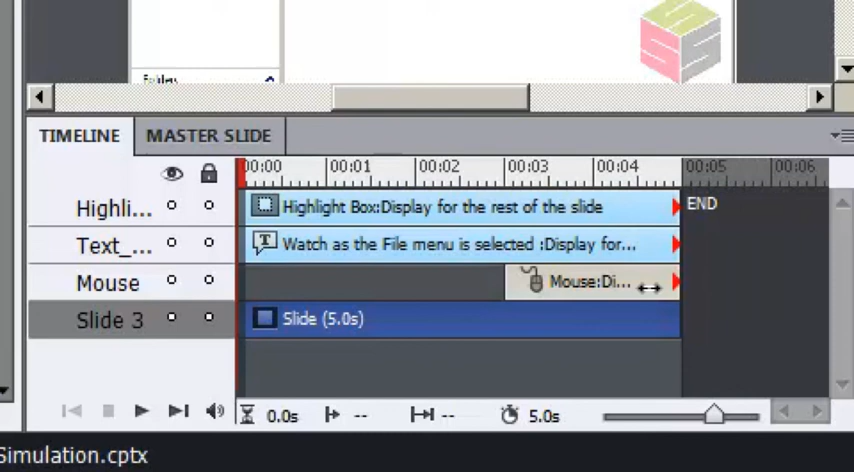 TIMELINE MASTER SLIDE
00:00 00:01 00:02 00:03 00:04 00:05 00:06
Highli... Highlight Box:Display for the rest of the slide END
Text_... Watch as the File menu is selected :Display for...
Mouse Mouse:Di...
Slide 3 Slide (5.0s)
0.0s -- -- 5.0s
Simulation.cptx